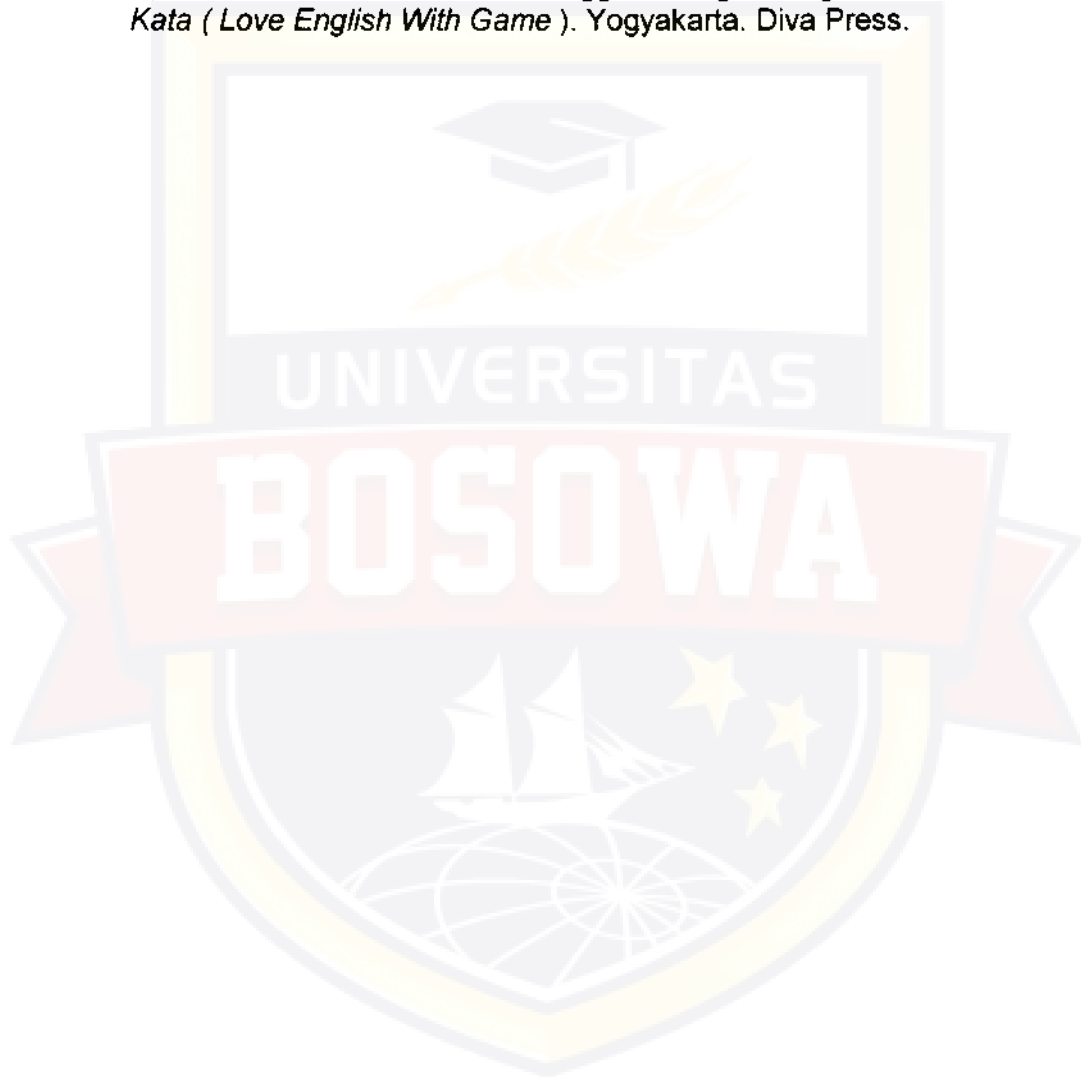 Kata ( Love English With Game ). Yogyakarta. Diva Press.
UNIVERSITAS
BOSOWA